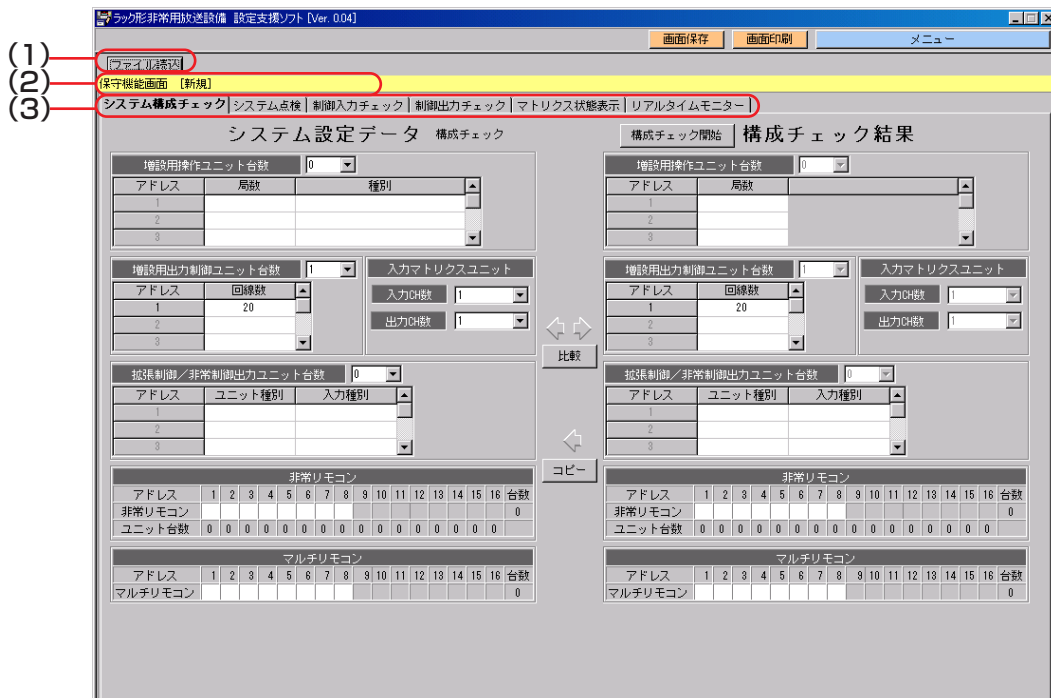 ラック形非常用放送設備 設定支援ソフト [Ver. 0.04]
画面保存 画面印刷 メニュー
(1)
ファイル読込
(2)
保守機能画面 [新規]
(3)
システム構成チェック システム点検 制御入力チェック 制御出力チェック マトリクス状態表示 リアルタイムモニター
システム設定データ 構成チェック
増設用操作ユニット台数 0
アドレス 局数 種別
1
2
3
増設用出力制御ユニット台数 1
アドレス 回線数
1 20
2
3
入力マトリクスユニット
入力CH数 1
出力CH数 1
拡張制御/非常制御出力ユニット台数 0
アドレス ユニット種別 入力種別
1
2
3
非常リモコン
アドレス 1 2 3 4 5 6 7 8 9 10 11 12 13 14 15 16 台数
非常リモコン 0
ユニット台数 0 0 0 0 0 0 0 0 0 0 0 0 0 0 0 0
マルチリモコン
アドレス 1 2 3 4 5 6 7 8 9 10 11 12 13 14 15 16 台数
マルチリモコン 0
比較
コピー
構成チェック開始 構成チェック結果
増設用操作ユニット台数 0
アドレス 局数
1
2
3
増設用出力制御ユニット台数 1
アドレス 回線数
1 20
2
3
入力マトリクスユニット
入力CH数 1
出力CH数 1
拡張制御/非常制御出力ユニット台数 0
アドレス ユニット種別 入力種別
1
2
3
非常リモコン
アドレス 1 2 3 4 5 6 7 8 9 10 11 12 13 14 15 16 台数
非常リモコン 0
ユニット台数 0 0 0 0 0 0 0 0 0 0 0 0 0 0 0 0
マルチリモコン
アドレス 1 2 3 4 5 6 7 8 9 10 11 12 13 14 15 16 台数
マルチリモコン 0